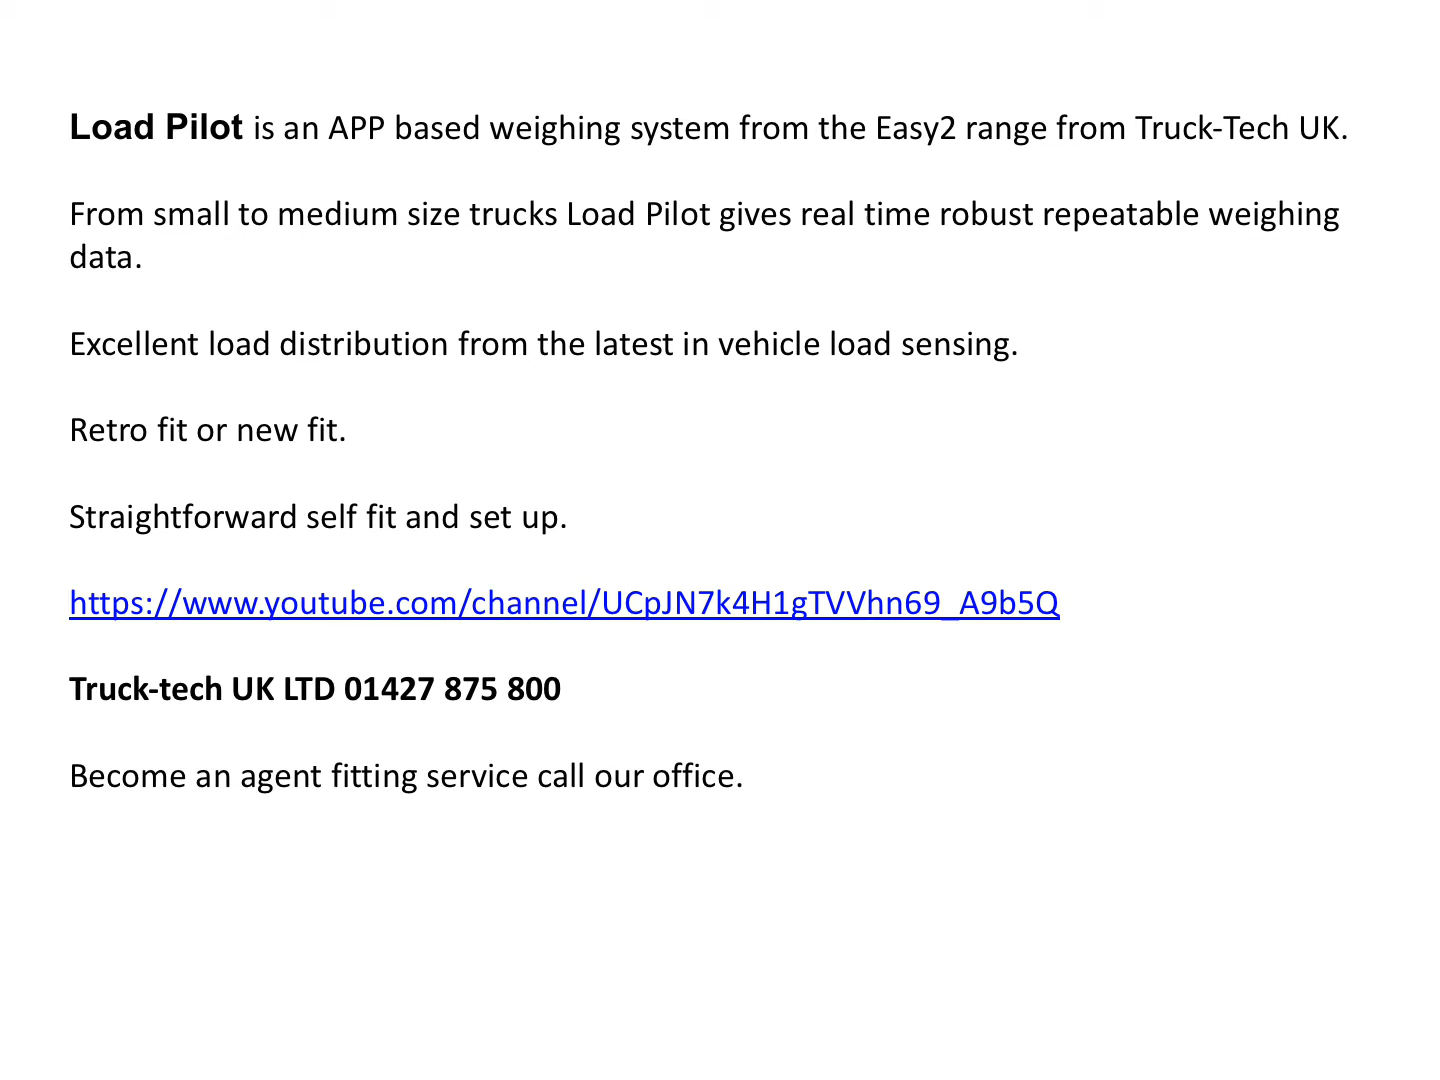 Load Pilot is an APP based weighing system from the Easy2 range from Truck-Tech UK.
From small to medium size trucks Load Pilot gives real time robust repeatable weighing
data.
Excellent load distribution from the latest in vehicle load sensing.
Retro fit or new fit.
Straightforward self fit and set up.
https://www.youtube.com/channel/UCpJN7k4H1gTVVhn69_A9b5Q
Truck-tech UK LTD 01427 875 800
Become an agent fitting service call our office.